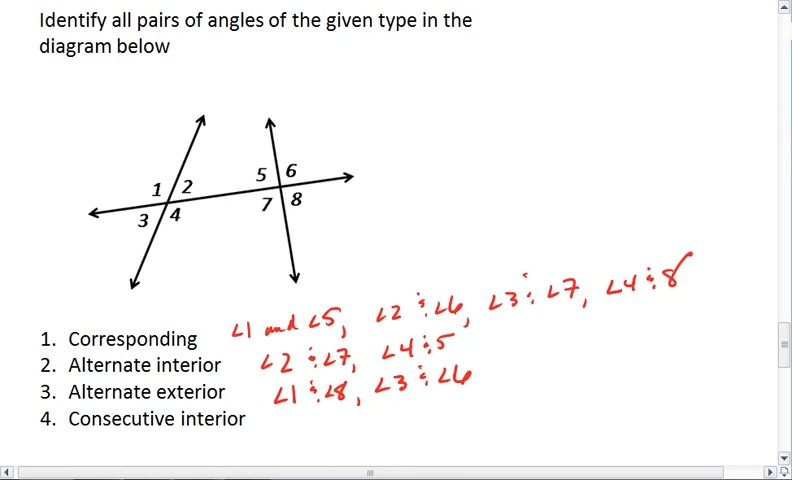 Identify all pairs of angles of the given type in the
diagram below
1 2
3 4
5 6
7 8
1. Corresponding ∠1 and ∠5, ∠2 & ∠6, ∠3 & ∠7, ∠4 & 8
2. Alternate interior ∠2 & ∠7, ∠4 & 5
3. Alternate exterior ∠1 & ∠8, ∠3 & ∠6
4. Consecutive interior